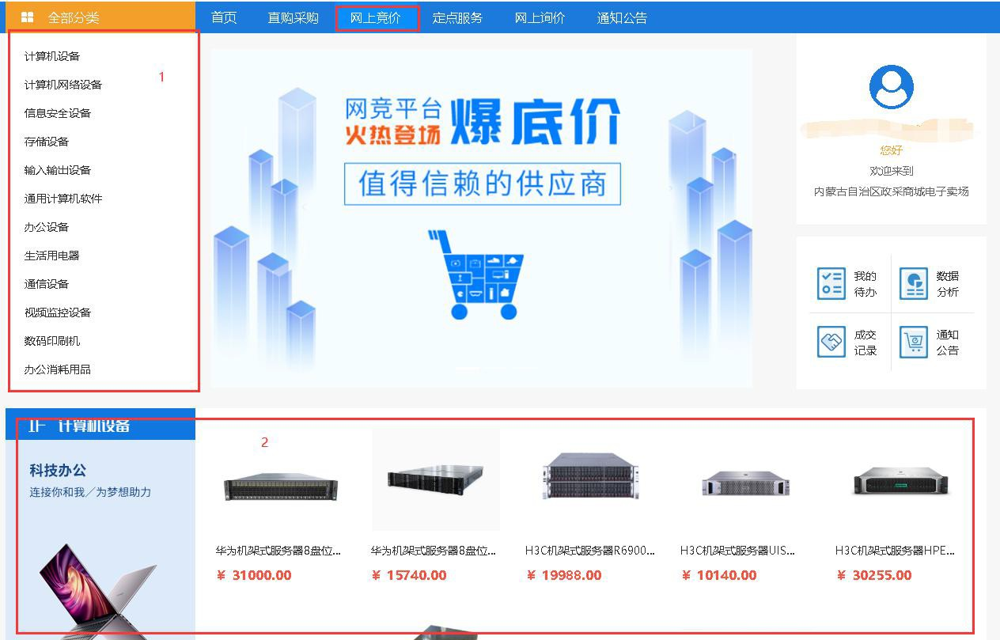 全部分类
首页
直购采购
网上竞价
定点服务
网上询价
通知公告
计算机设备
1
计算机网络设备
信息安全设备
存储设备
输入输出设备
通用计算机软件
办公设备
生活用电器
通信设备
视频监控设备
数码印刷机
办公消耗用品
网竞平台
火热登场
爆底价
值得信赖的供应商
您好
欢迎来到
内蒙古自治区政采商城电子卖场
我的
待办
数据
分析
成交
记录
通知
公告
1F 计算机设备
2
科技办公
连接你和我／为梦想助力
华为机架式服务器8盘位...
¥ 31000.00
华为机架式服务器8盘位...
¥ 15740.00
H3C机架式服务器R6900...
¥ 19988.00
H3C机架式服务器UIS...
¥ 10140.00
H3C机架式服务器HPE...
¥ 30255.00